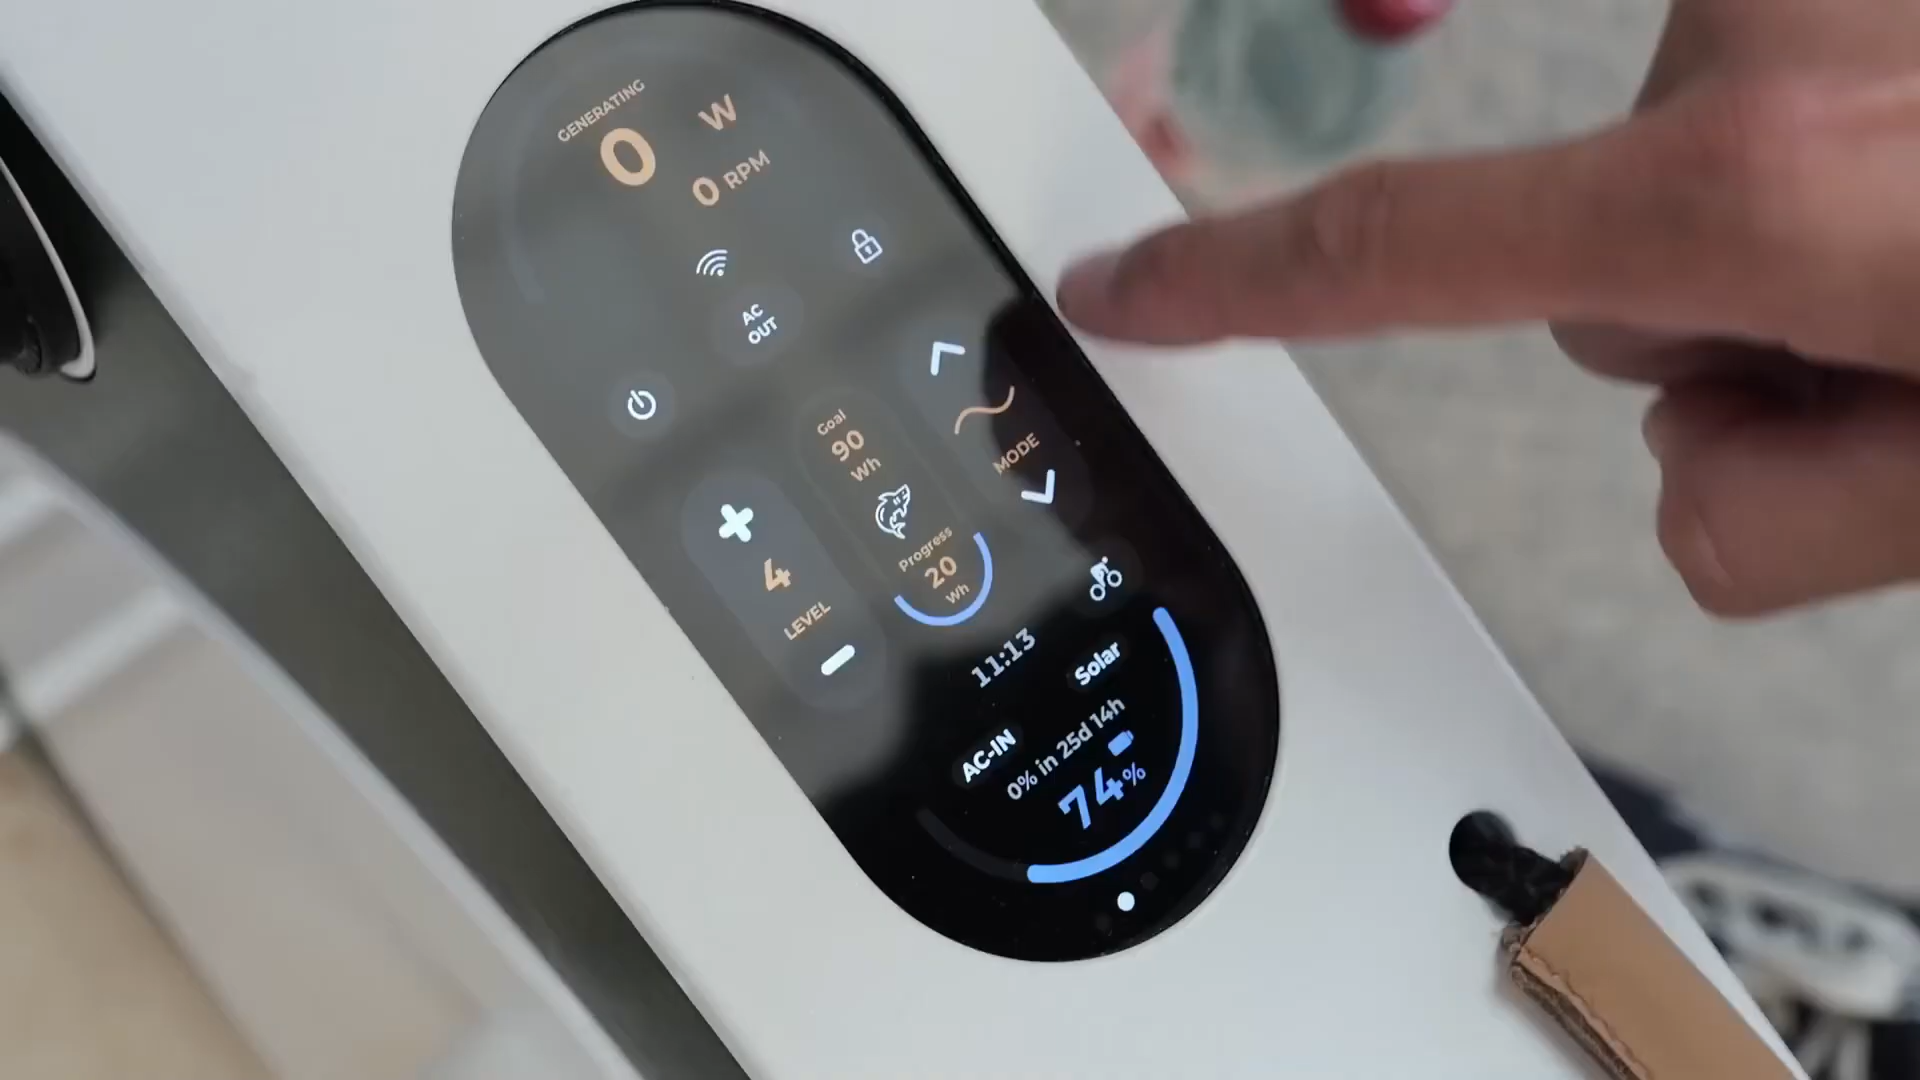 GENERATING
0 W
0 RPM
AC
OUT
Goal
90
Wh
MODE
Progress
20
Wh
4
LEVEL
11:13
Solar
AC-IN
0% in 25d 14h
74%